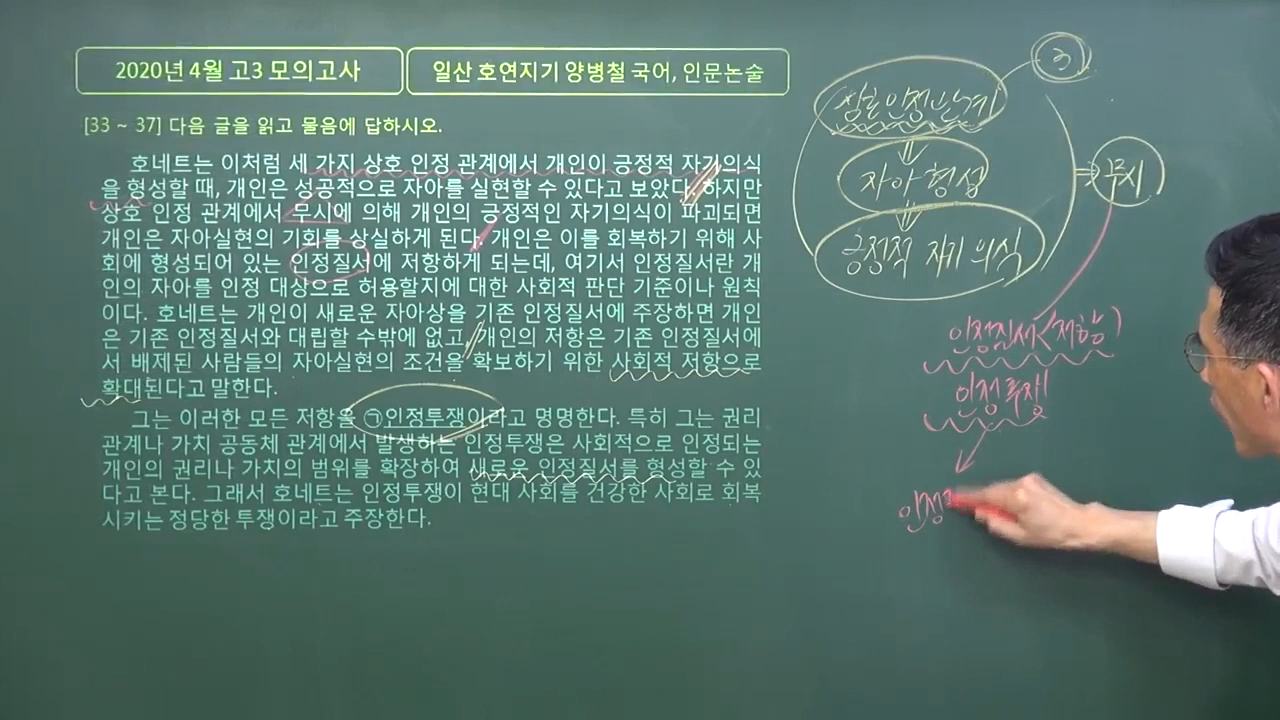 2020년 4월 고3 모의고사
일산 호연지기 양병철 국어, 인문논술
[33 ~ 37] 다음 글을 읽고 물음에 답하시오.
호네트는 이처럼 세 가지 상호 인정 관계에서 개인이 긍정적 자기의식
을 형성할 때, 개인은 성공적으로 자아를 실현할 수 있다고 보았다. 하지만
상호 인정 관계에서 무시에 의해 개인의 긍정적인 자기의식이 파괴되면
개인은 자아실현의 기회를 상실하게 된다. 개인은 이를 회복하기 위해 사
회에 형성되어 있는 인정질서에 저항하게 되는데, 여기서 인정질서란 개
인의 자아를 인정 대상으로 허용할지에 대한 사회적 판단 기준이나 원칙
이다. 호네트는 개인이 새로운 자아상을 기존 인정질서에 주장하면 개인
은 기존 인정질서와 대립할 수밖에 없고, 개인의 저항은 기존 인정질서에
서 배제된 사람들의 자아실현의 조건을 확보하기 위한 사회적 저항으로
확대된다고 말한다.
그는 이러한 모든 저항을 ㉠인정투쟁이라고 명명한다. 특히 그는 권리
관계나 가치 공동체 관계에서 발생하는 인정투쟁은 사회적으로 인정되는
개인의 권리나 가치의 범위를 확장하여 새로운 인정질서를 형성할 수 있
다고 본다. 그래서 호네트는 인정투쟁이 현대 사회를 건강한 사회로 회복
시키는 정당한 투쟁이라고 주장한다.
상호인정관계
자아 형성
긍정적 자기 의식
무시
인정질서(저항)
인정투쟁
인정